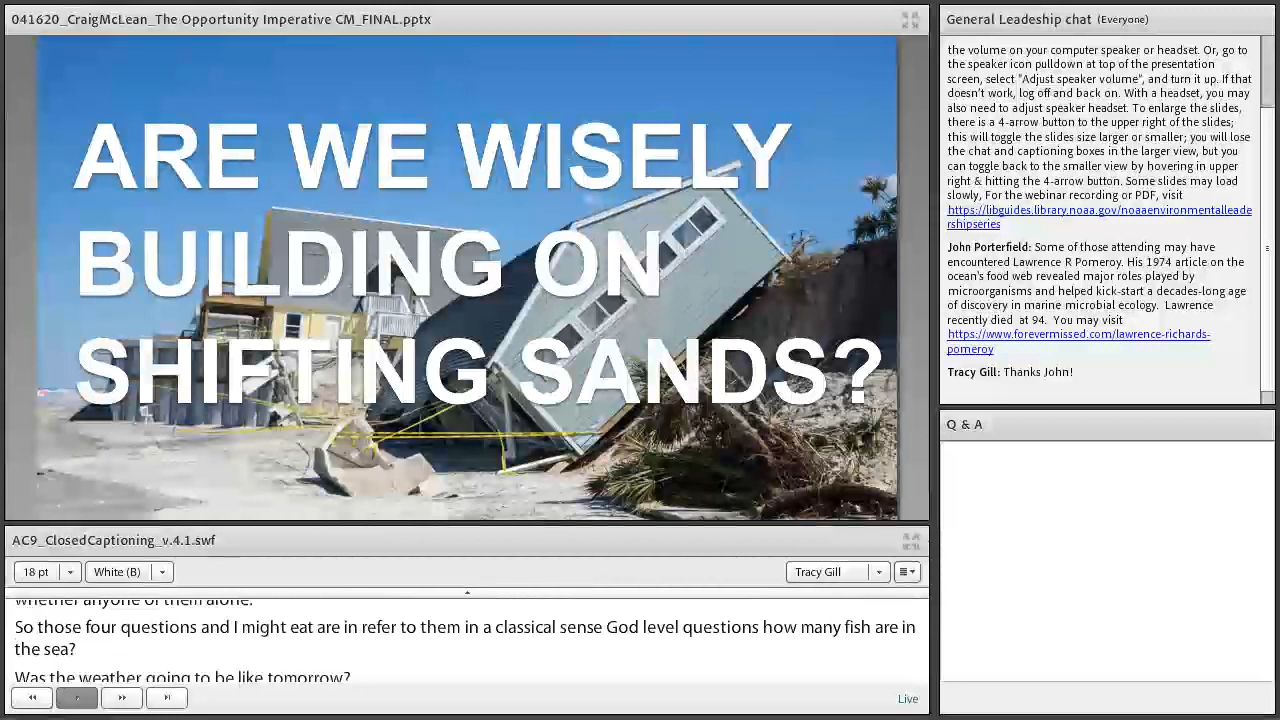 041620_CraigMcLean_The Opportunity Imperative CM_FINAL.pptx
ARE WE WISELY
BUILDING ON
SHIFTING SANDS?
AC9_ClosedCaptioning_v.4.1.swf
18 pt
White (B)
Tracy Gill
whether anyone of them alone.
So those four questions and I might eat are in refer to them in a classical sense God level questions how many fish are in
the sea?
Was the weather going to be like tomorrow?
Live
General Leadership chat (Everyone)
the volume on your computer speaker or headset. Or, go to
the speaker icon pulldown at top of the presentation
screen, select "Adjust speaker volume", and turn it up. If that
doesn't work, log off and back on. With a headset, you may
also need to adjust speaker headset. To enlarge the slides,
there is a 4-arrow button to the upper right of the slides;
this will toggle the slides size larger or smaller; you will lose
the chat and captioning boxes in the larger view, but you
can toggle back to the smaller view by hovering in upper
right & hitting the 4-arrow button. Some slides may load
slowly, For the webinar recording or PDF, visit
https://libguides.library.noaa.gov/noaaenvironmentalleade
rshipseries
John Porterfield: Some of those attending may have
encountered Lawrence R Pomeroy. His 1974 article on the
ocean's food web revealed major roles played by
microorganisms and helped kick-start a decades-long age
of discovery in marine microbial ecology. Lawrence
recently died at 94. You may visit
https://www.forevermissed.com/lawrence-richards-
pomeroy
Tracy Gill: Thanks John!
Q & A